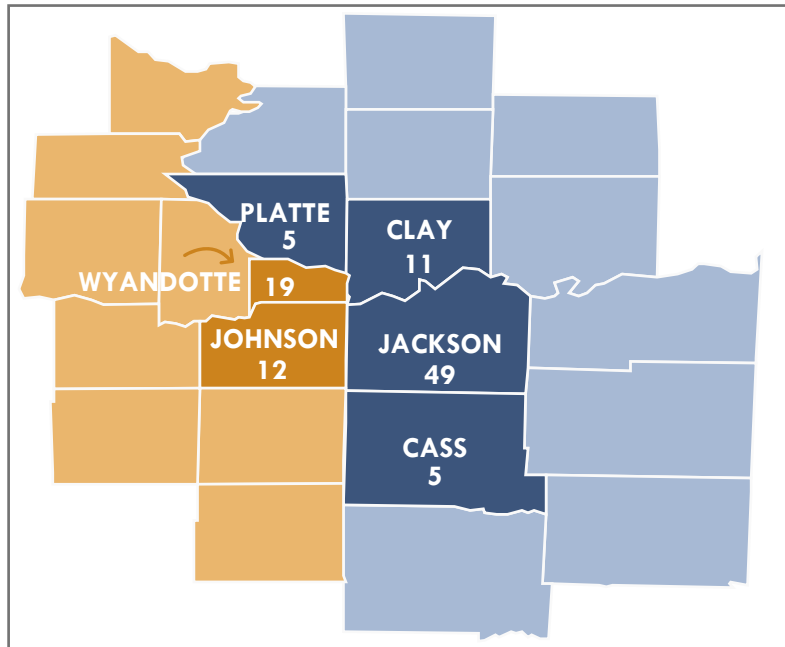 PLATTE
5
CLAY
11
WYANDOTTE
19
JOHNSON
12
JACKSON
49
CASS
5